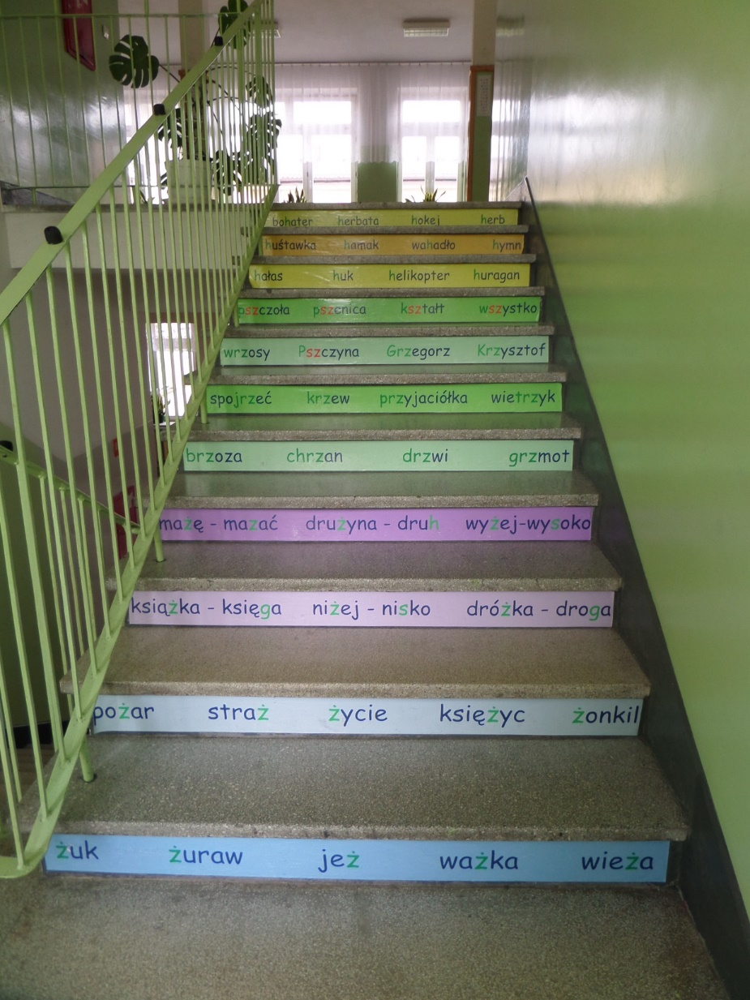 bohater herbata hokej herb
huśtawka hamak wahadło hymn
hałas huk helikopter huragan
pszczoła pszenica kształt wszystko
wrzosy Pszczyna Grzegorz Krzysztof
spojrzeć krzew przyjaciółka wietrzyk
brzoza chrzan drzwi grzmot
mażę - mazać drużyna - druh wyżej-wysoko
książka - księga niżej - nisko dróżka - droga
pożar straż życie księżyc żonkil
żuk żuraw jeż ważka wieża